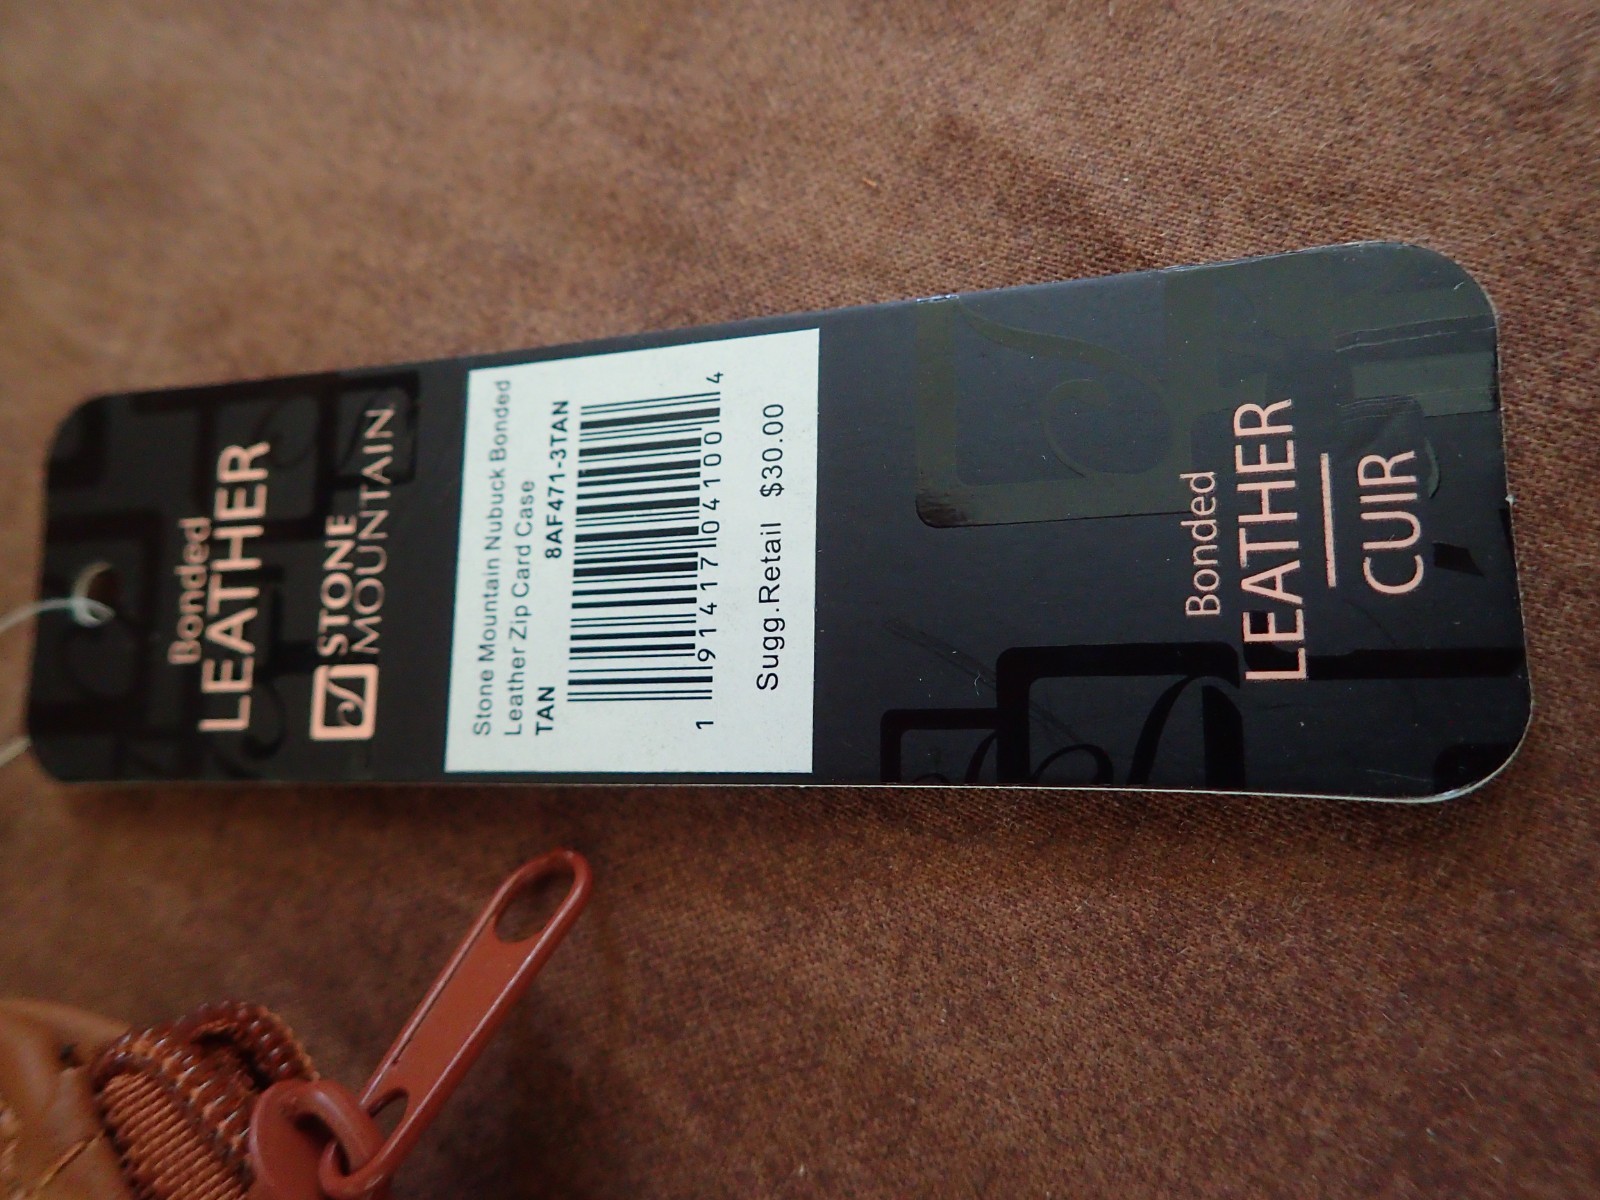 Bonded
LEATHER
STONE
MOUNTAIN
Stone Mountain Nubuck Bonded
Leather Zip Card Case
TAN 8AF471-3TAN
1 91417 04100 4
Sugg.Retail $30.00
Bonded
LEATHER
CUIR